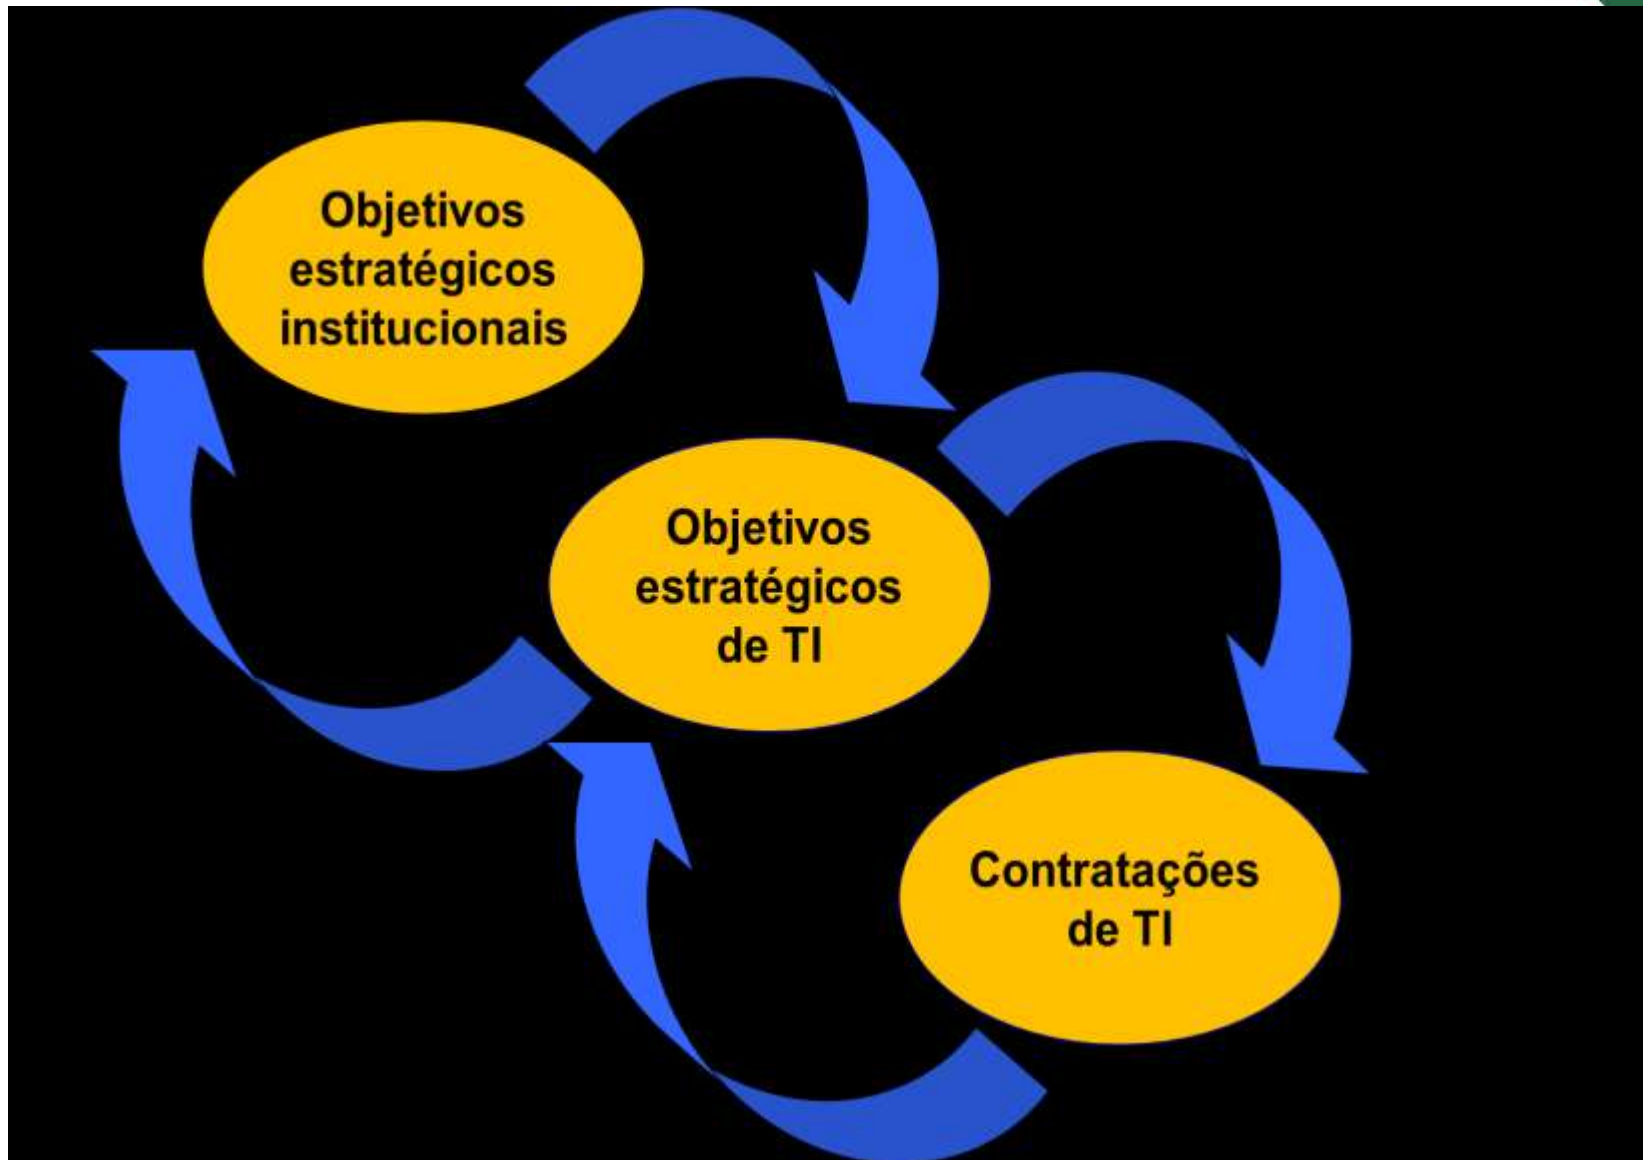 Objetivos
estratégicos
institucionais
Objetivos
estratégicos
de TI
Contratações
de TI